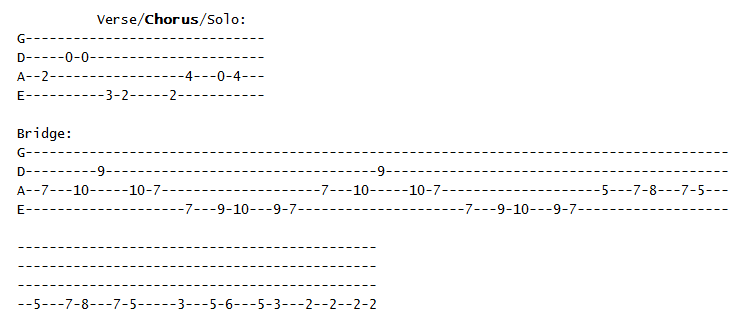 Verse/Chorus/Solo:
G------------------------------
D-----0-0----------------------
A--2-----------------4---0-4---
E----------3-2-----2-----------
Bridge:
G----------------------------------------------------------------------------------------
D---------9----------------------------------9-------------------------------------------
A--7---10-----10-7--------------------7---10-----10-7--------------------5---7-8---7-5---
E--------------------7---9-10---9-7---------------------7---9-10---9-7-------------------
---------------------------------------------
---------------------------------------------
---------------------------------------------
--5---7-8---7-5-----3---5-6---5-3---2--2--2-2